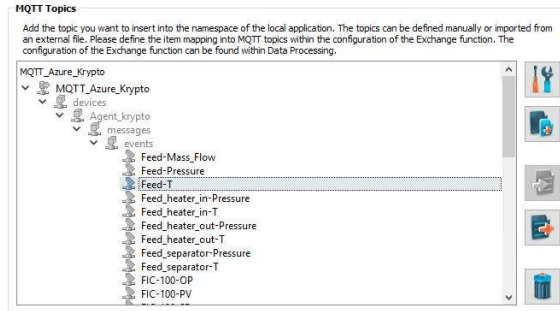 MQTT Topics
Add the topic you want to insert into the namespace of the local application. The topics can be defined manually or imported from
an external file. Please define the item mapping into MQTT topics within the configuration of the Exchange function. The
configuration of the Exchange function can be found within Data Processing.
MQTT_Azure_Krypto
MQTT_Azure_Krypto
devices
Agent_krypto
messages
events
Feed-Mass_Flow
Feed-Pressure
Feed-T
Feed_heater_in-Pressure
Feed_heater_in-T
Feed_heater_out-Pressure
Feed_heater_out-T
Feed_separator-Pressure
Feed_separator-T
FIC-100-OP
FIC-100-PV